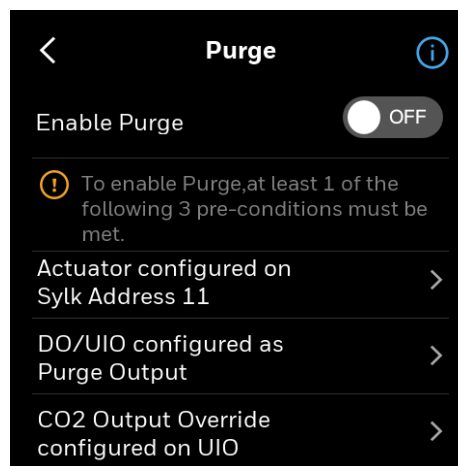 Purge
Enable Purge
OFF
To enable Purge,at least 1 of the
following 3 pre-conditions must be
met.
Actuator configured on
Sylk Address 11
DO/UIO configured as
Purge Output
CO2 Output Override
configured on UIO